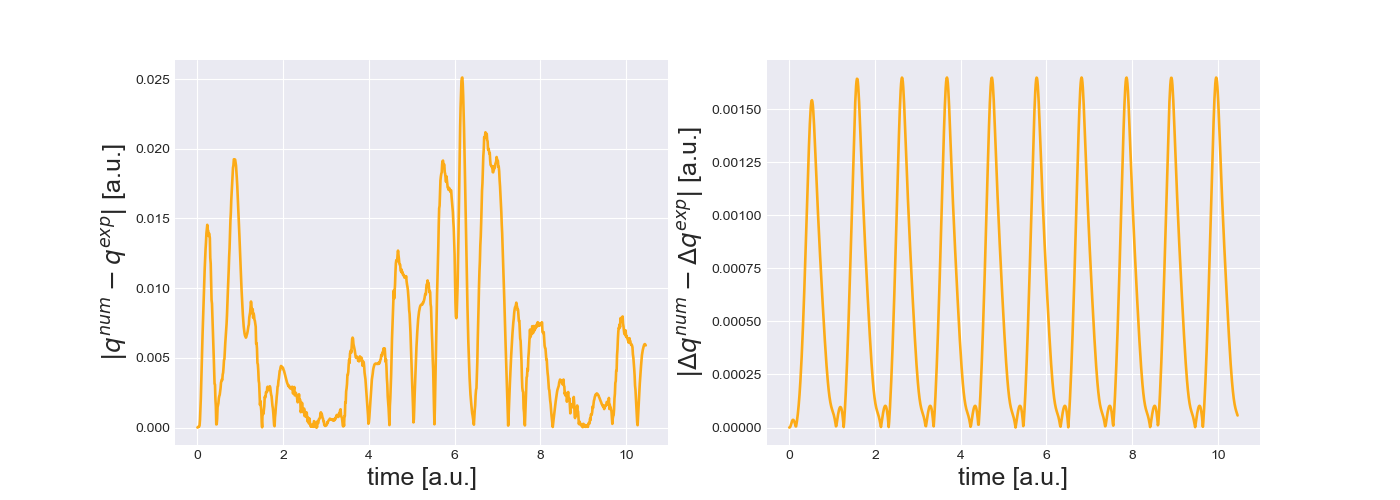 0.025
0.020
0.015
0.010
0.005
0.000
|q^{num} − q^{exp}| [a.u.]
0 2 4 6 8 10
time [a.u.]
0.00150
0.00125
0.00100
0.00075
0.00050
0.00025
0.00000
|Δq^{num} − Δq^{exp}| [a.u.]
0 2 4 6 8 10
time [a.u.]